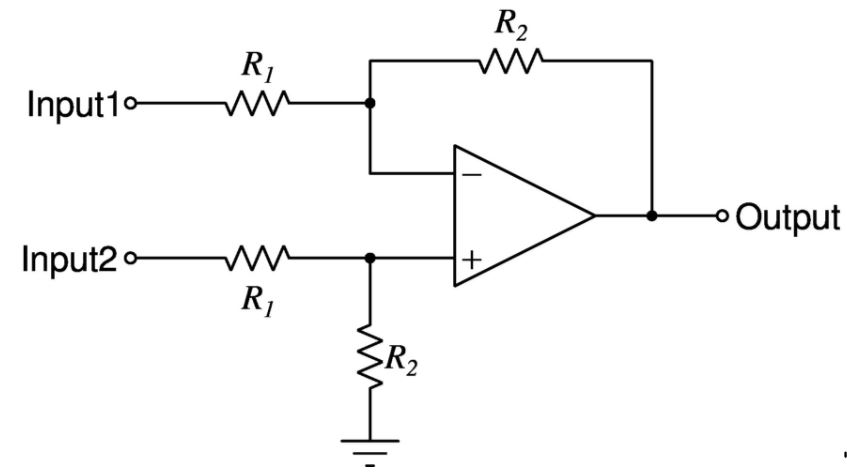 R2
R1
Input1
−
Output
Input2
+
R1
R2